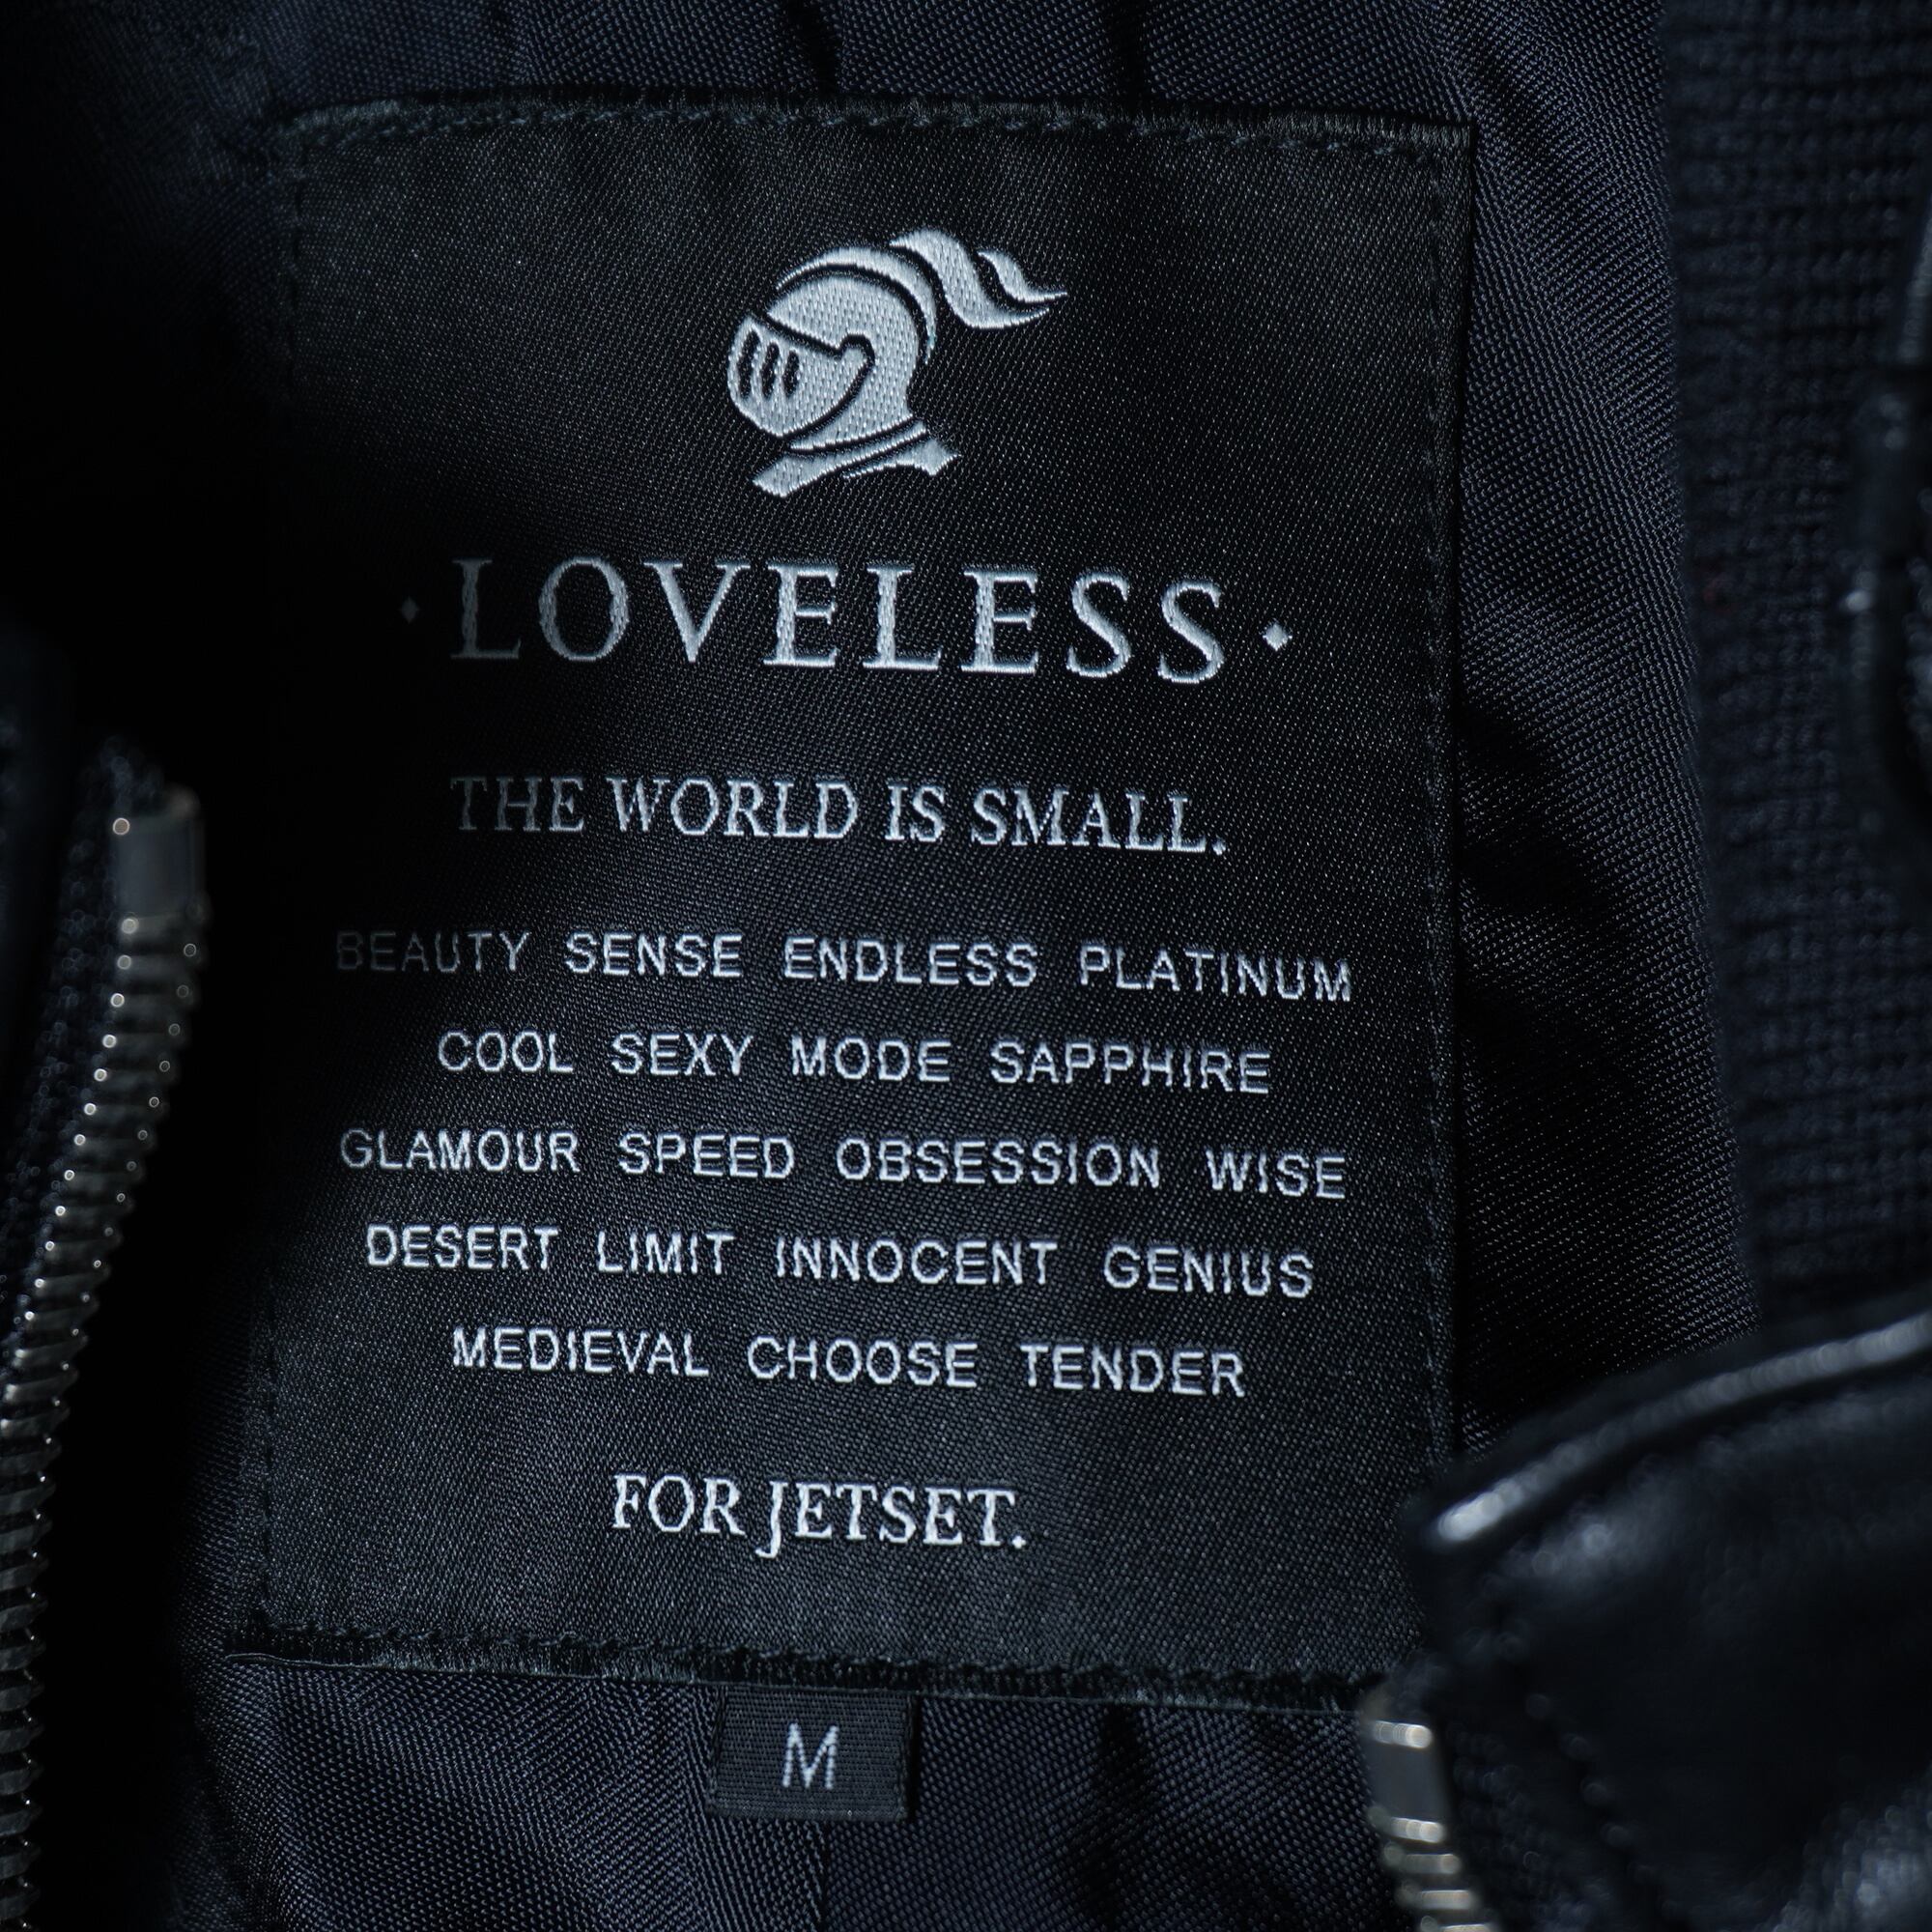 ·LOVELESS·
THE WORLD IS SMALL.
BEAUTY SENSE ENDLESS PLATINUM
COOL SEXY MODE SAPPHIRE
GLAMOUR SPEED OBSESSION WISE
DESERT LIMIT INNOCENT GENIUS
MEDIEVAL CHOOSE TENDER
FOR JETSET.
M